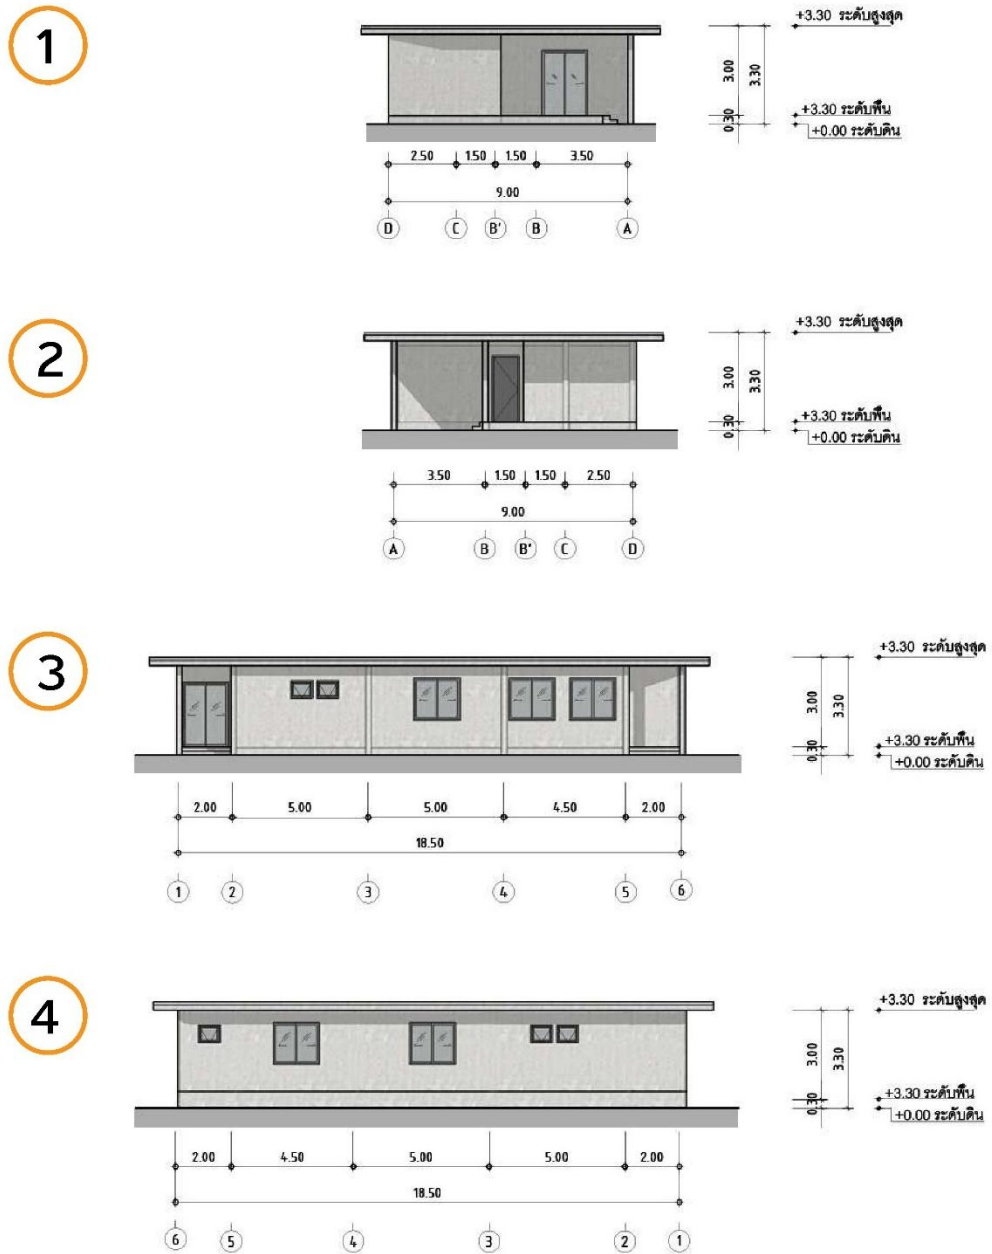 1
+3.30 ระดับสูงสุด
3.00
3.30
+3.30 ระดับพื้น
0.30
+0.00 ระดับดิน
2.50 1.50 1.50 3.50
9.00
D C B' B A
2
+3.30 ระดับสูงสุด
3.00
3.30
+3.30 ระดับพื้น
0.30
+0.00 ระดับดิน
3.50 1.50 1.50 2.50
9.00
A B B' C D
3
+3.30 ระดับสูงสุด
3.00
3.30
+3.30 ระดับพื้น
0.30
+0.00 ระดับดิน
2.00 5.00 5.00 4.50 2.00
18.50
1 2 3 4 5 6
4
+3.30 ระดับสูงสุด
3.00
3.30
+3.30 ระดับพื้น
0.30
+0.00 ระดับดิน
2.00 4.50 5.00 5.00 2.00
18.50
6 5 4 3 2 1